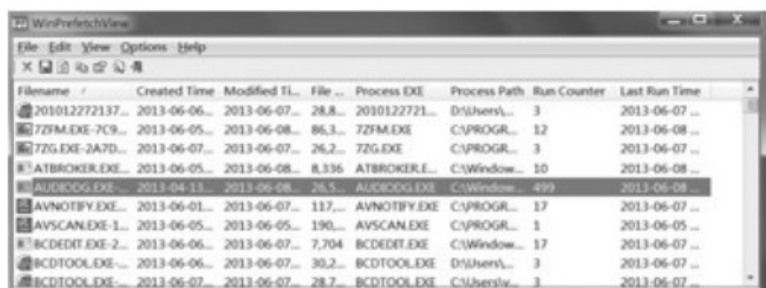 WinPrefetchView
File Edit View Options Help
Filename / Created Time Modified Ti... File ... Process EXE Process Path Run Counter Last Run Time
201012272137... 2013-06-06... 2013-06-07... 28,8... 2010122721... D:\Users\... 3 2013-06-07 ...
7ZFM.EXE-7C9... 2013-06-05... 2013-06-08... 86,3... 7ZFM.EXE C:\PROGR... 12 2013-06-08 ...
7ZG.EXE-2A7D... 2013-06-07... 2013-06-07... 26,2... 7ZG.EXE C:\PROGR... 3 2013-06-07 ...
ATBROKER.EXE... 2013-06-05... 2013-06-08... 8,336 ATBROKER.E... C:\Window... 10 2013-06-08 ...
AUDIODG.EXE-... 2013-04-13... 2013-06-08... 26,5... AUDIODG.EXE C:\Window... 499 2013-06-08 ...
AVNOTIFY.EXE... 2013-06-01... 2013-06-07... 117,... AVNOTIFY.EXE C:\PROGR... 17 2013-06-07 ...
AVSCAN.EXE-1... 2013-06-05... 2013-06-05... 190,... AVSCAN.EXE C:\PROGR... 1 2013-06-05 ...
BCDEDIT.EXE-2... 2013-06-06... 2013-06-07... 7,704 BCDEDIT.EXE C:\Window... 17 2013-06-07 ...
BCDTOOL.EXE-... 2013-06-06... 2013-06-07... 30,2... BCDTOOL.EXE D:\Users\... 3 2013-06-07 ...
BCDTOOL.EXE-... 2013-06-07... 2013-06-07... 28,7... BCDTOOL.EXE C:\Users\v... 3 2013-06-07 ...